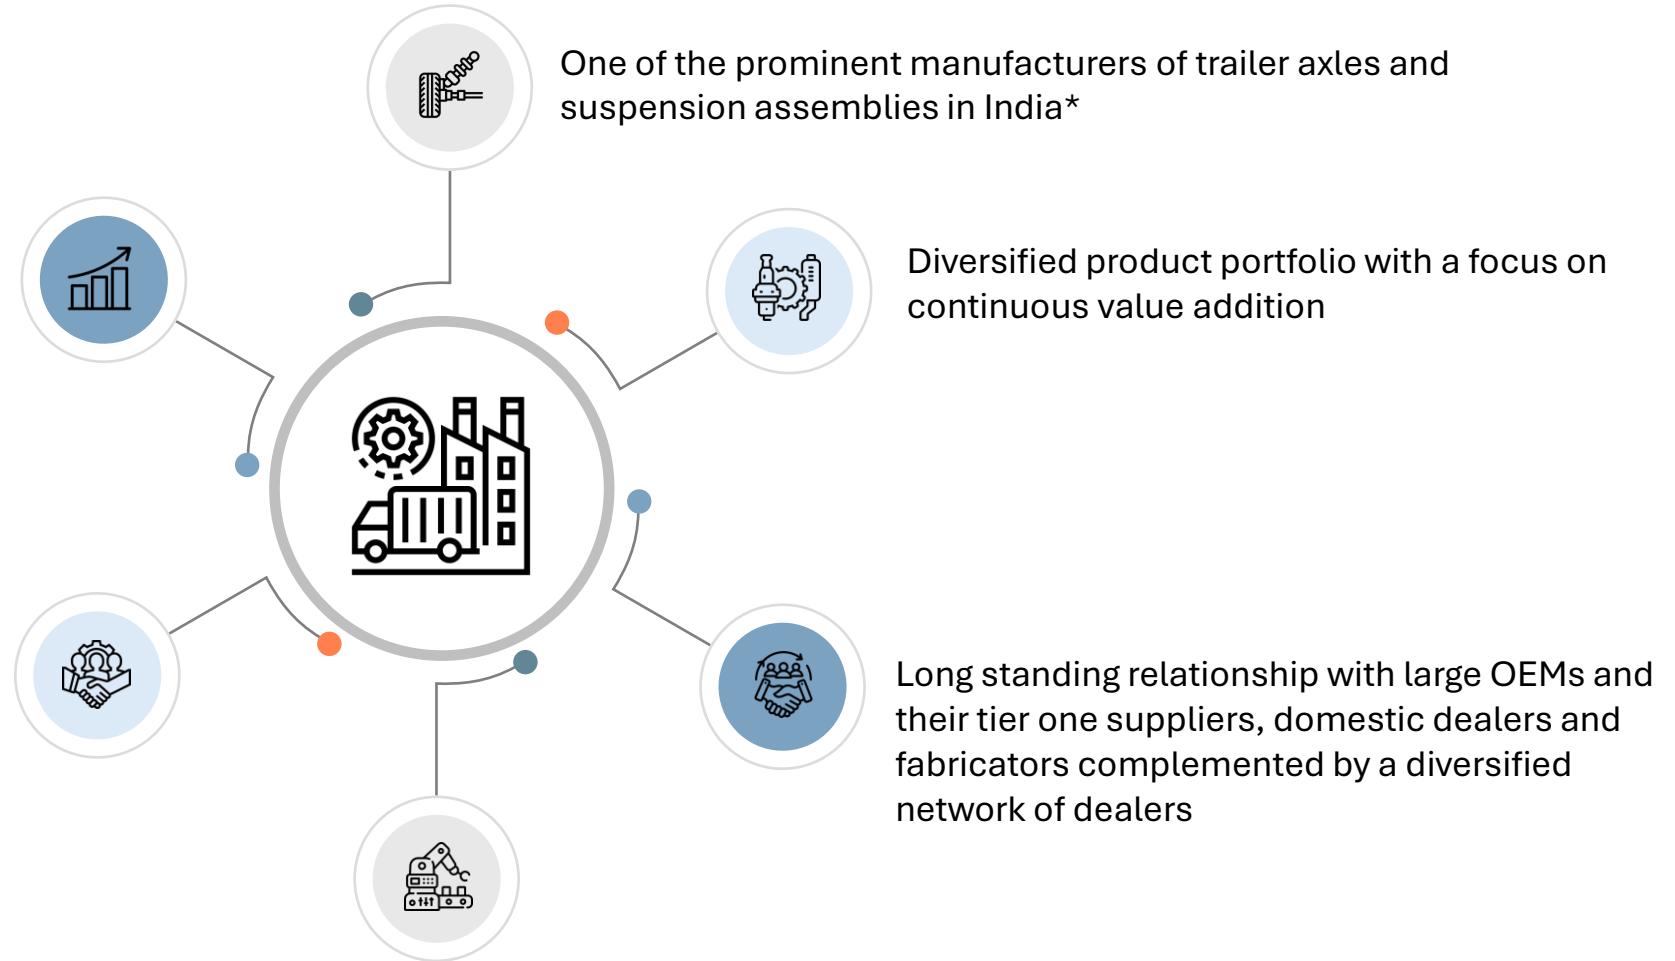 One of the prominent manufacturers of trailer axles and
suspension assemblies in India*
Diversified product portfolio with a focus on
continuous value addition
Long standing relationship with large OEMs and
their tier one suppliers, domestic dealers and
fabricators complemented by a diversified
network of dealers